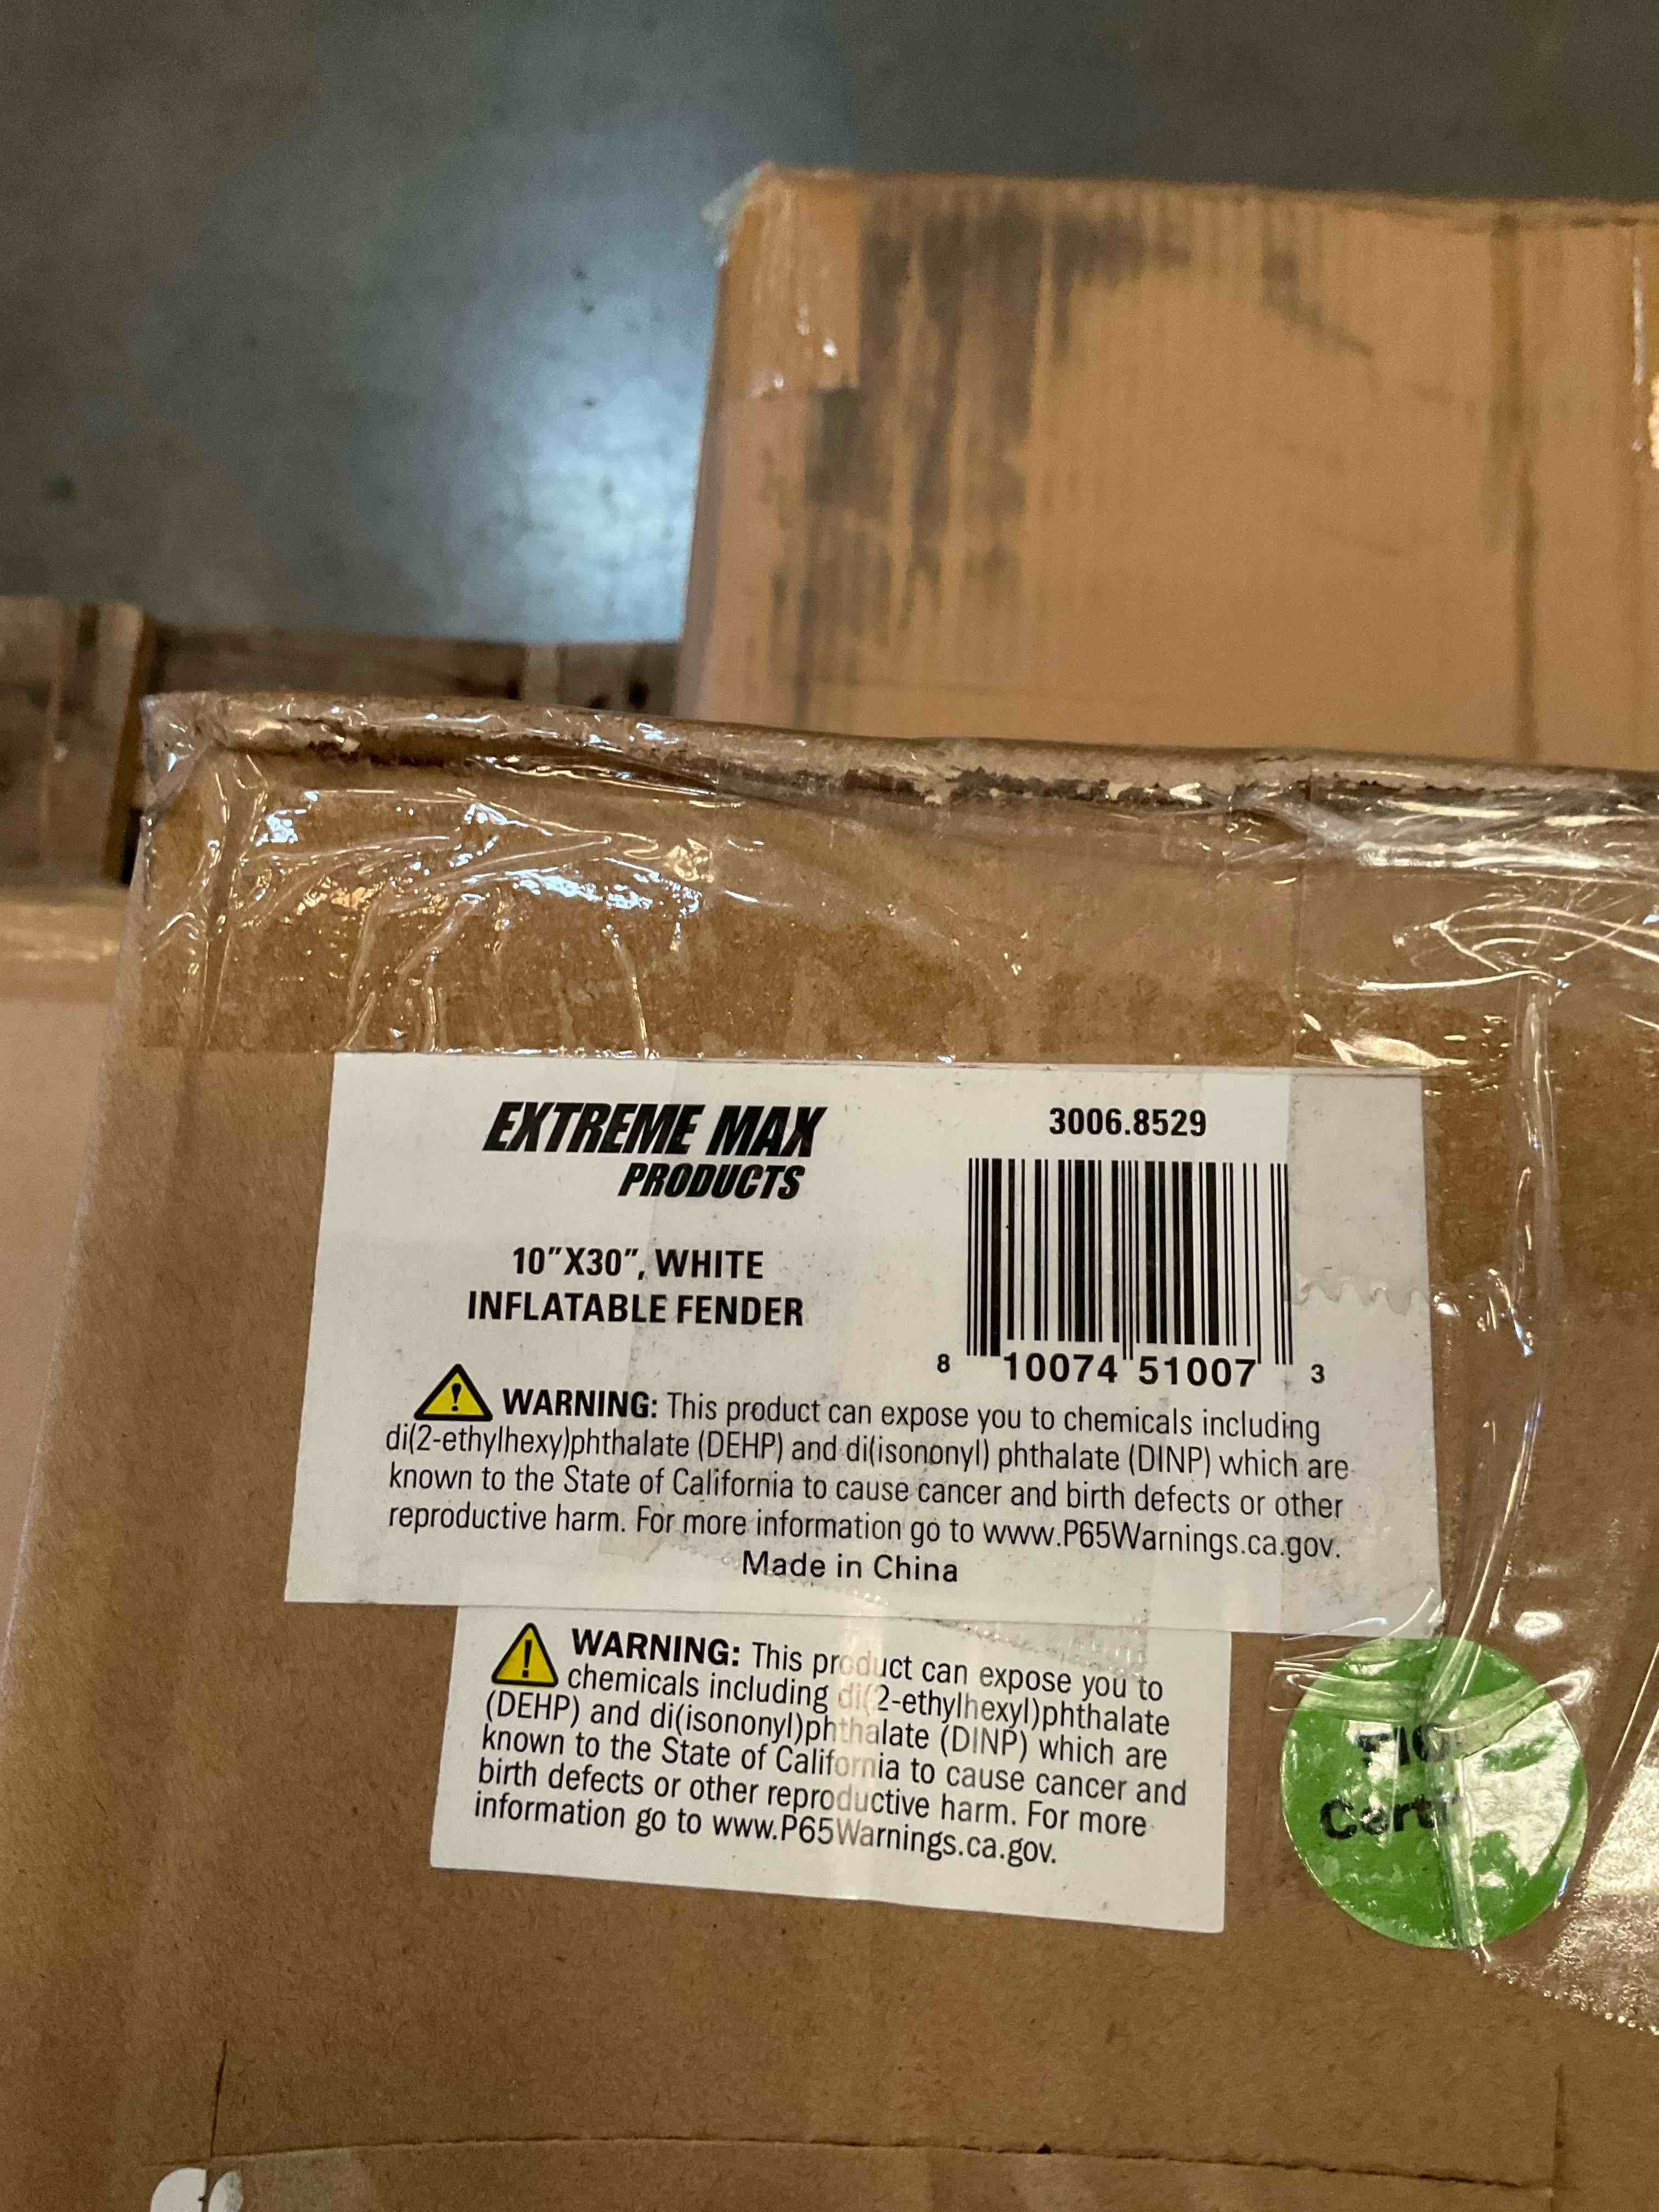 EXTREME MAX
PRODUCTS
10"X30", WHITE
INFLATABLE FENDER
3006.8529
8 10074 51007 3
WARNING: This product can expose you to chemicals including
di(2-ethylhexy)phthalate (DEHP) and di(isononyl) phthalate (DINP) which are
known to the State of California to cause cancer and birth defects or other
reproductive harm. For more information go to www.P65Warnings.ca.gov.
Made in China
WARNING: This product can expose you to
chemicals including di(2-ethylhexyl)phthalate
(DEHP) and di(isononyl)phthalate (DINP) which are
known to the State of California to cause cancer and
birth defects or other reproductive harm. For more
information go to www.P65Warnings.ca.gov.